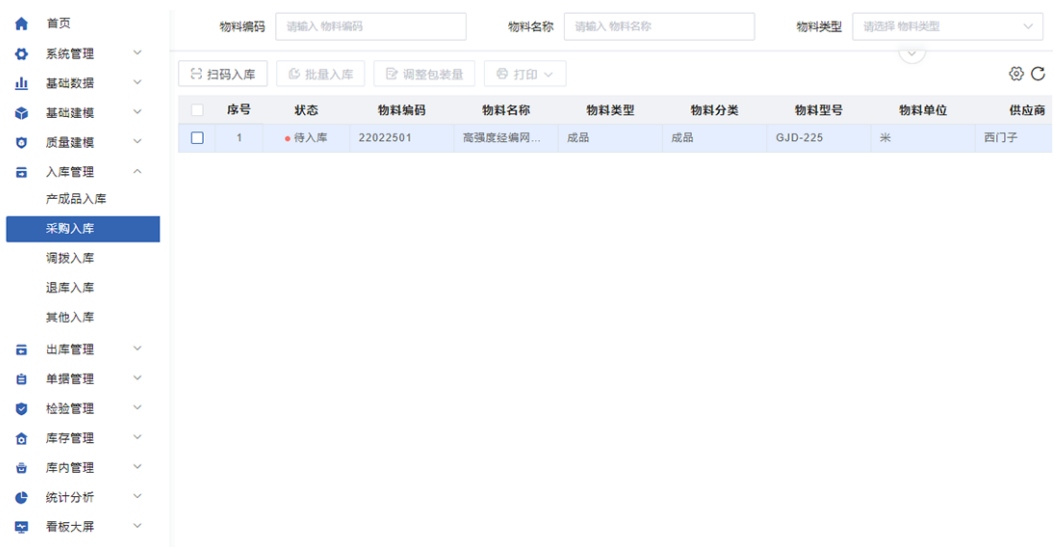 首页
系统管理
基础数据
基础建模
质量建模
入库管理
产成品入库
采购入库
调拨入库
退库入库
其他入库
出库管理
单据管理
检验管理
库存管理
库内管理
统计分析
看板大屏
物料编码 请输入 物料编码 物料名称 请输入 物料名称 物料类型 请选择 物料类型
扫码入库 批量入库 调整包装量 打印
序号 状态 物料编码 物料名称 物料类型 物料分类 物料型号 物料单位 供应商
1 待入库 22022501 高强度经编网... 成品 成品 GJD-225 米 西门子